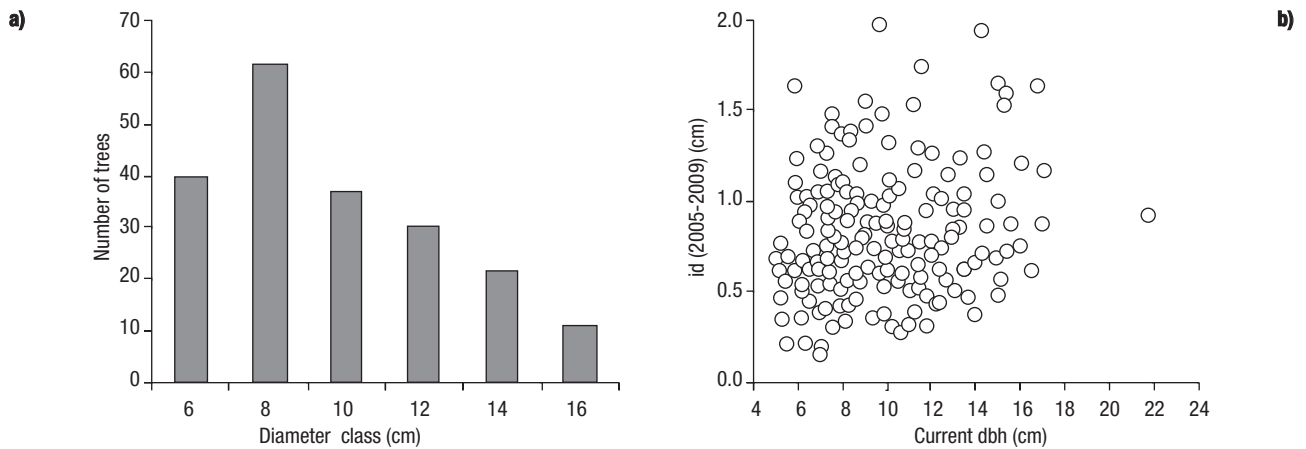 a)
Number of trees
70
60
50
40
30
20
10
0
6 8 10 12 14 16
Diameter class (cm)
b)
id (2005-2009) (cm)
2.0
1.5
1.0
0.5
0.0
4 6 8 10 12 14 16 18 20 22 24
Current dbh (cm)